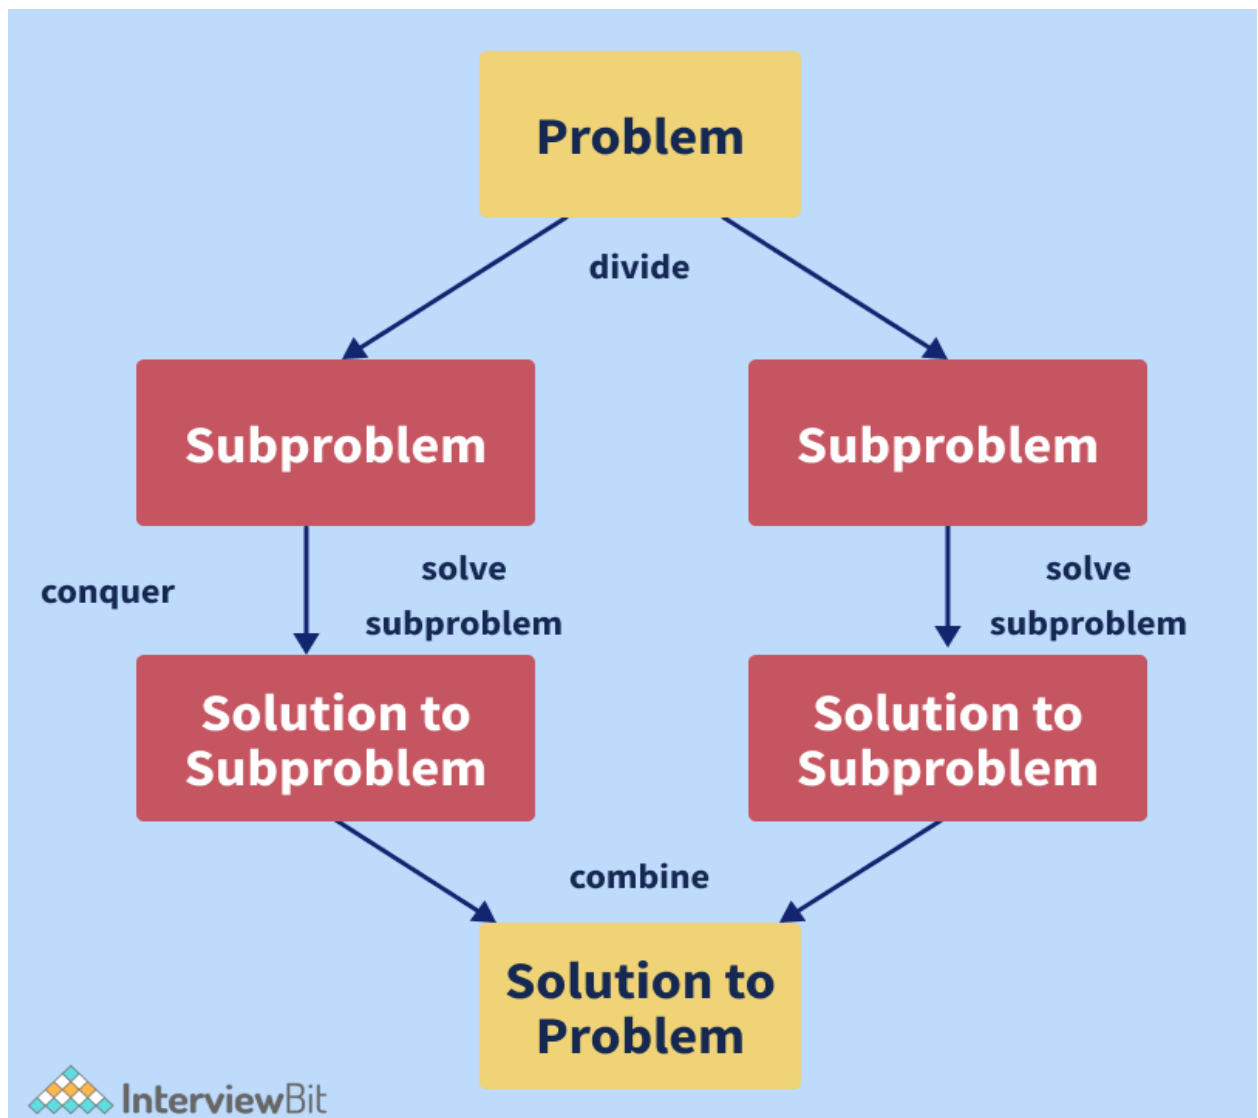 Problem
divide
Subproblem
Subproblem
conquer
solve
subproblem
solve
subproblem
Solution to
Subproblem
Solution to
Subproblem
combine
Solution to
Problem
InterviewBit